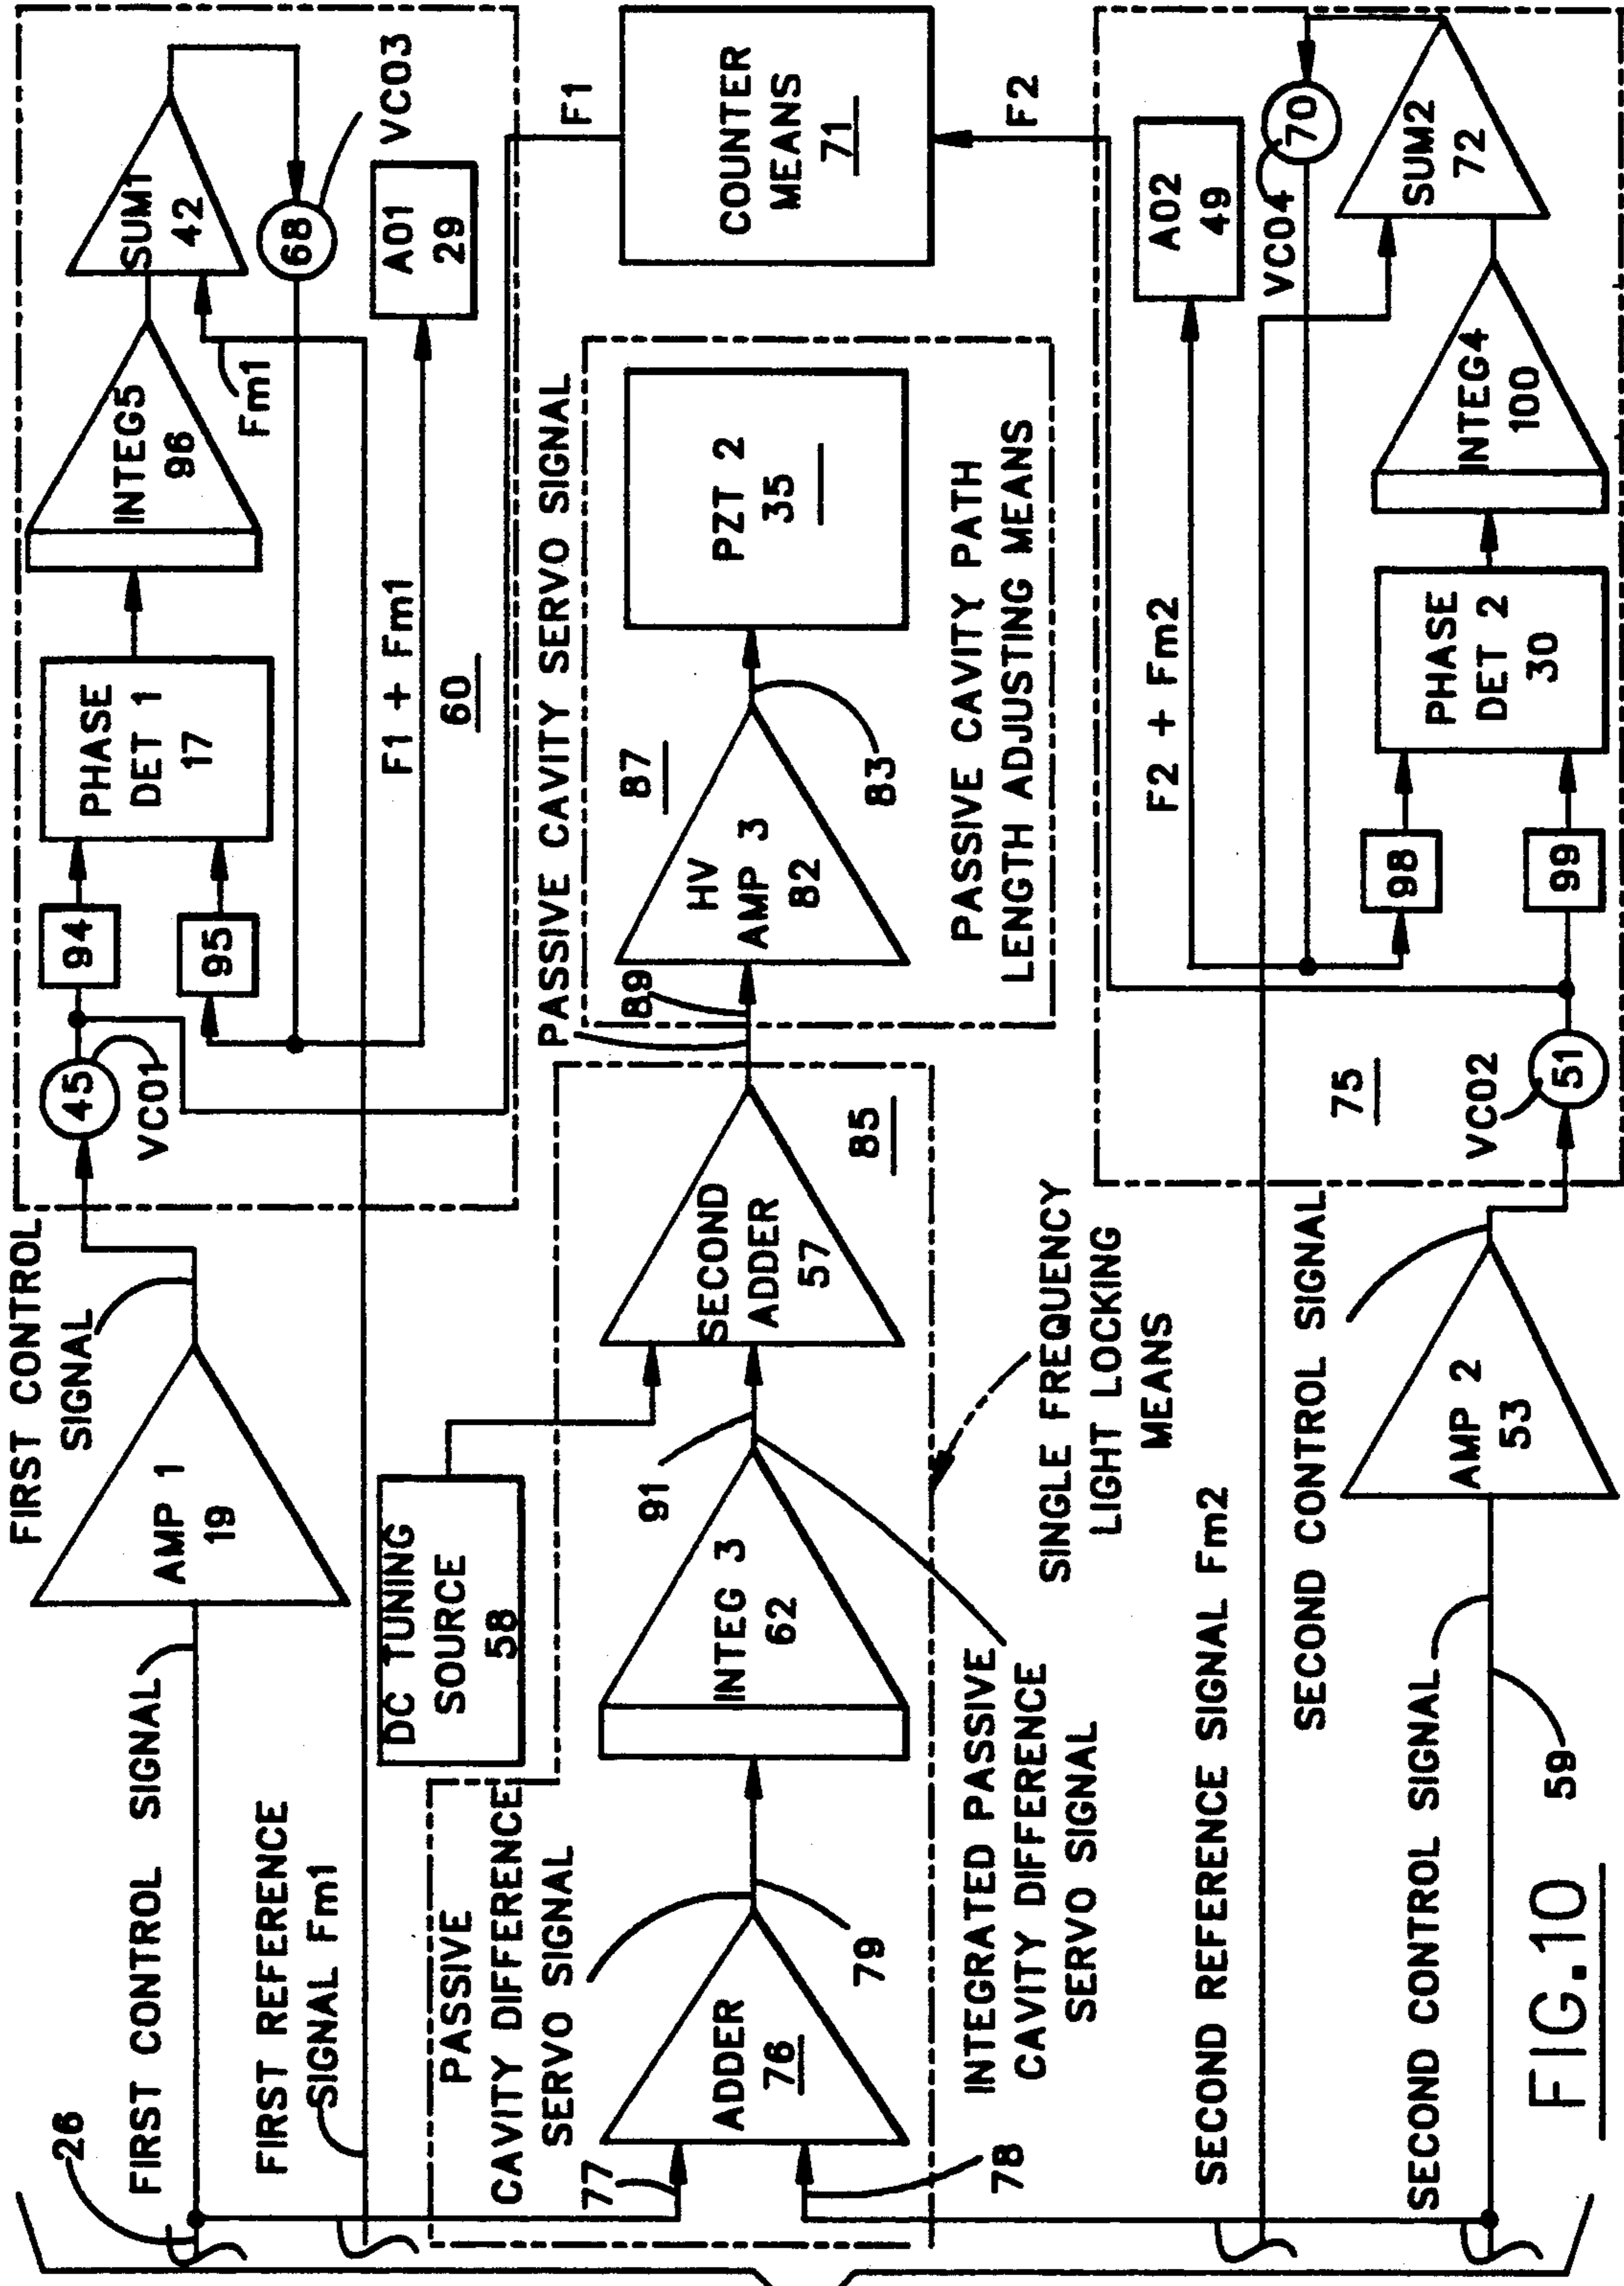 26
FIRST CONTROL SIGNAL
AMP 1
19
FIRST CONTROL
SIGNAL
45
VC01
94
95
PHASE
DET 1
17
INTEG5
96
SUM1
42
68
VC03
Fm1
A01
29
F1 + Fm1
60
FIRST REFERENCE
SIGNAL Fm1
DC TUNING
SOURCE
58
PASSIVE
CAVITY DIFFERENCE
SERVO SIGNAL
77
78
ADDER
76
79
INTEG 3
62
91
INTEGRATED PASSIVE
CAVITY DIFFERENCE
SERVO SIGNAL
SECOND
ADDER
57
85
SINGLE FREQUENCY
LIGHT LOCKING
MEANS
PASSIVE CAVITY SERVO SIGNAL
89
87
HV
AMP 3
82
83
PZT 2
35
PASSIVE CAVITY PATH
LENGTH ADJUSTING MEANS
F1
COUNTER
MEANS
71
F2
SECOND REFERENCE SIGNAL Fm2
SECOND CONTROL SIGNAL
59
AMP 2
53
SECOND CONTROL SIGNAL
75
VC02
51
98
99
PHASE
DET 2
30
INTEG4
100
SUM2
72
70
VC04
A02
49
F2 + Fm2
FIG.10